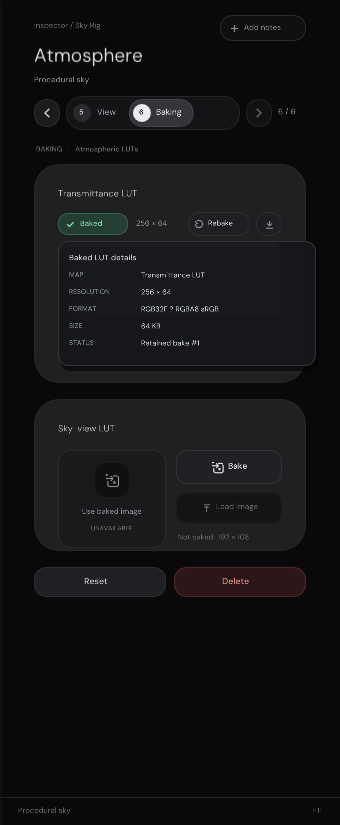 Inspector / Sky Rig
Add notes
Atmosphere
Procedural sky
5 View
6 Baking
6 / 6
BAKING · Atmospheric LUTs
Transmittance LUT
Baked
256 × 64
Rebake
Baked LUT details
MAP Transmittance LUT
RESOLUTION 256 × 64
FORMAT RGB32F ? RGBA8 sRGB
SIZE 64 KB
STATUS Retained bake #1
Sky view LUT
Use baked image
UNAVAILABLE
Bake
Load image
Not baked · 192 × 108
Reset
Delete
Procedural sky